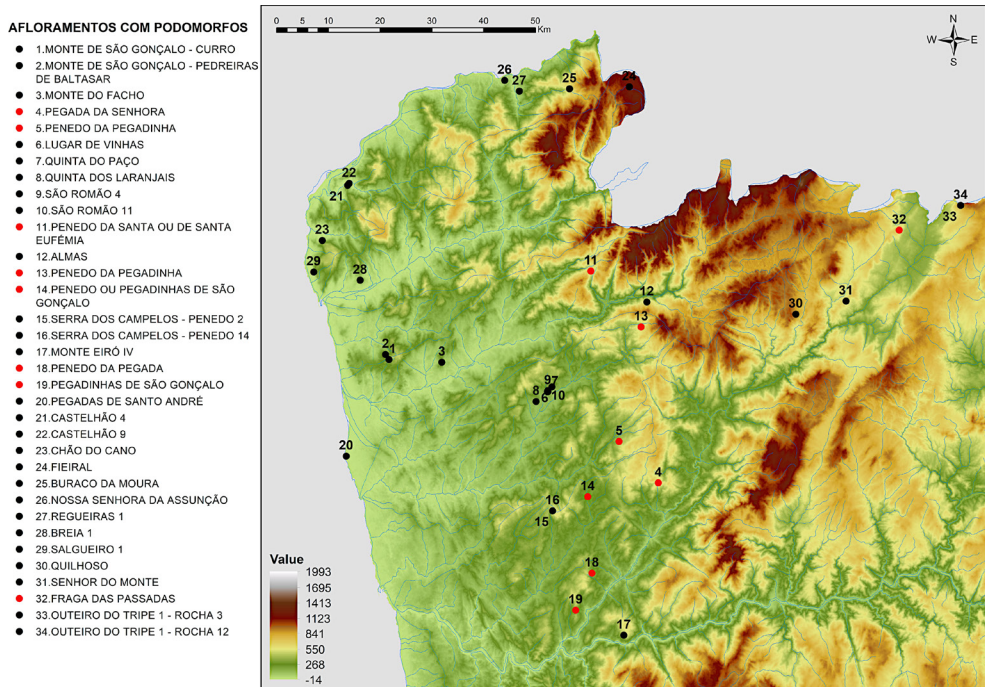 AFLORAMENTOS COM PODOMORFOS
1.MONTE DE SÃO GONÇALO - CURRO
2.MONTE DE SÃO GONÇALO - PEDREIRAS
DE BALTASAR
3.MONTE DO FACHO
4.PEGADA DA SENHORA
5.PENEDO DA PEGADINHA
6.LUGAR DE VINHAS
7.QUINTA DO PAÇO
8.QUINTA DOS LARANJAIS
9.SÃO ROMÃO 4
10.SÃO ROMÃO 11
11.PENEDO DA SANTA OU DE SANTA
EUFÉMIA
12.ALMAS
13.PENEDO DA PEGADINHA
14.PENEDO OU PEGADINHAS DE SÃO
GONÇALO
15.SERRA DOS CAMPELOS - PENEDO 2
16.SERRA DOS CAMPELOS - PENEDO 14
17.MONTE EIRÓ IV
18.PENEDO DA PEGADA
19.PEGADINHAS DE SÃO GONÇALO
20.PEGADAS DE SANTO ANDRÉ
21.CASTELHÃO 4
22.CASTELHÃO 9
23.CHÃO DO CANO
24.FIEIRAL
25.BURACO DA MOURA
26.NOSSA SENHORA DA ASSUNÇÃO
27.REGUEIRAS 1
28.BREIA 1
29.SALGUEIRO 1
30.QUILHOSO
31.SENHOR DO MONTE
32.FRAGA DAS PASSADAS
33.OUTEIRO DO TRIPE 1 - ROCHA 3
34.OUTEIRO DO TRIPE 1 - ROCHA 12
0 5 10 20 30 40 50
Km
N
W E
S
26
27
25
24
22
21
34
33
32
23
29
28
11
12
13
30
31
2
1
3
97
8
6
10
20
5
4
14
16
15
18
19
17
Value
1993
1695
1413
1123
841
550
268
-14